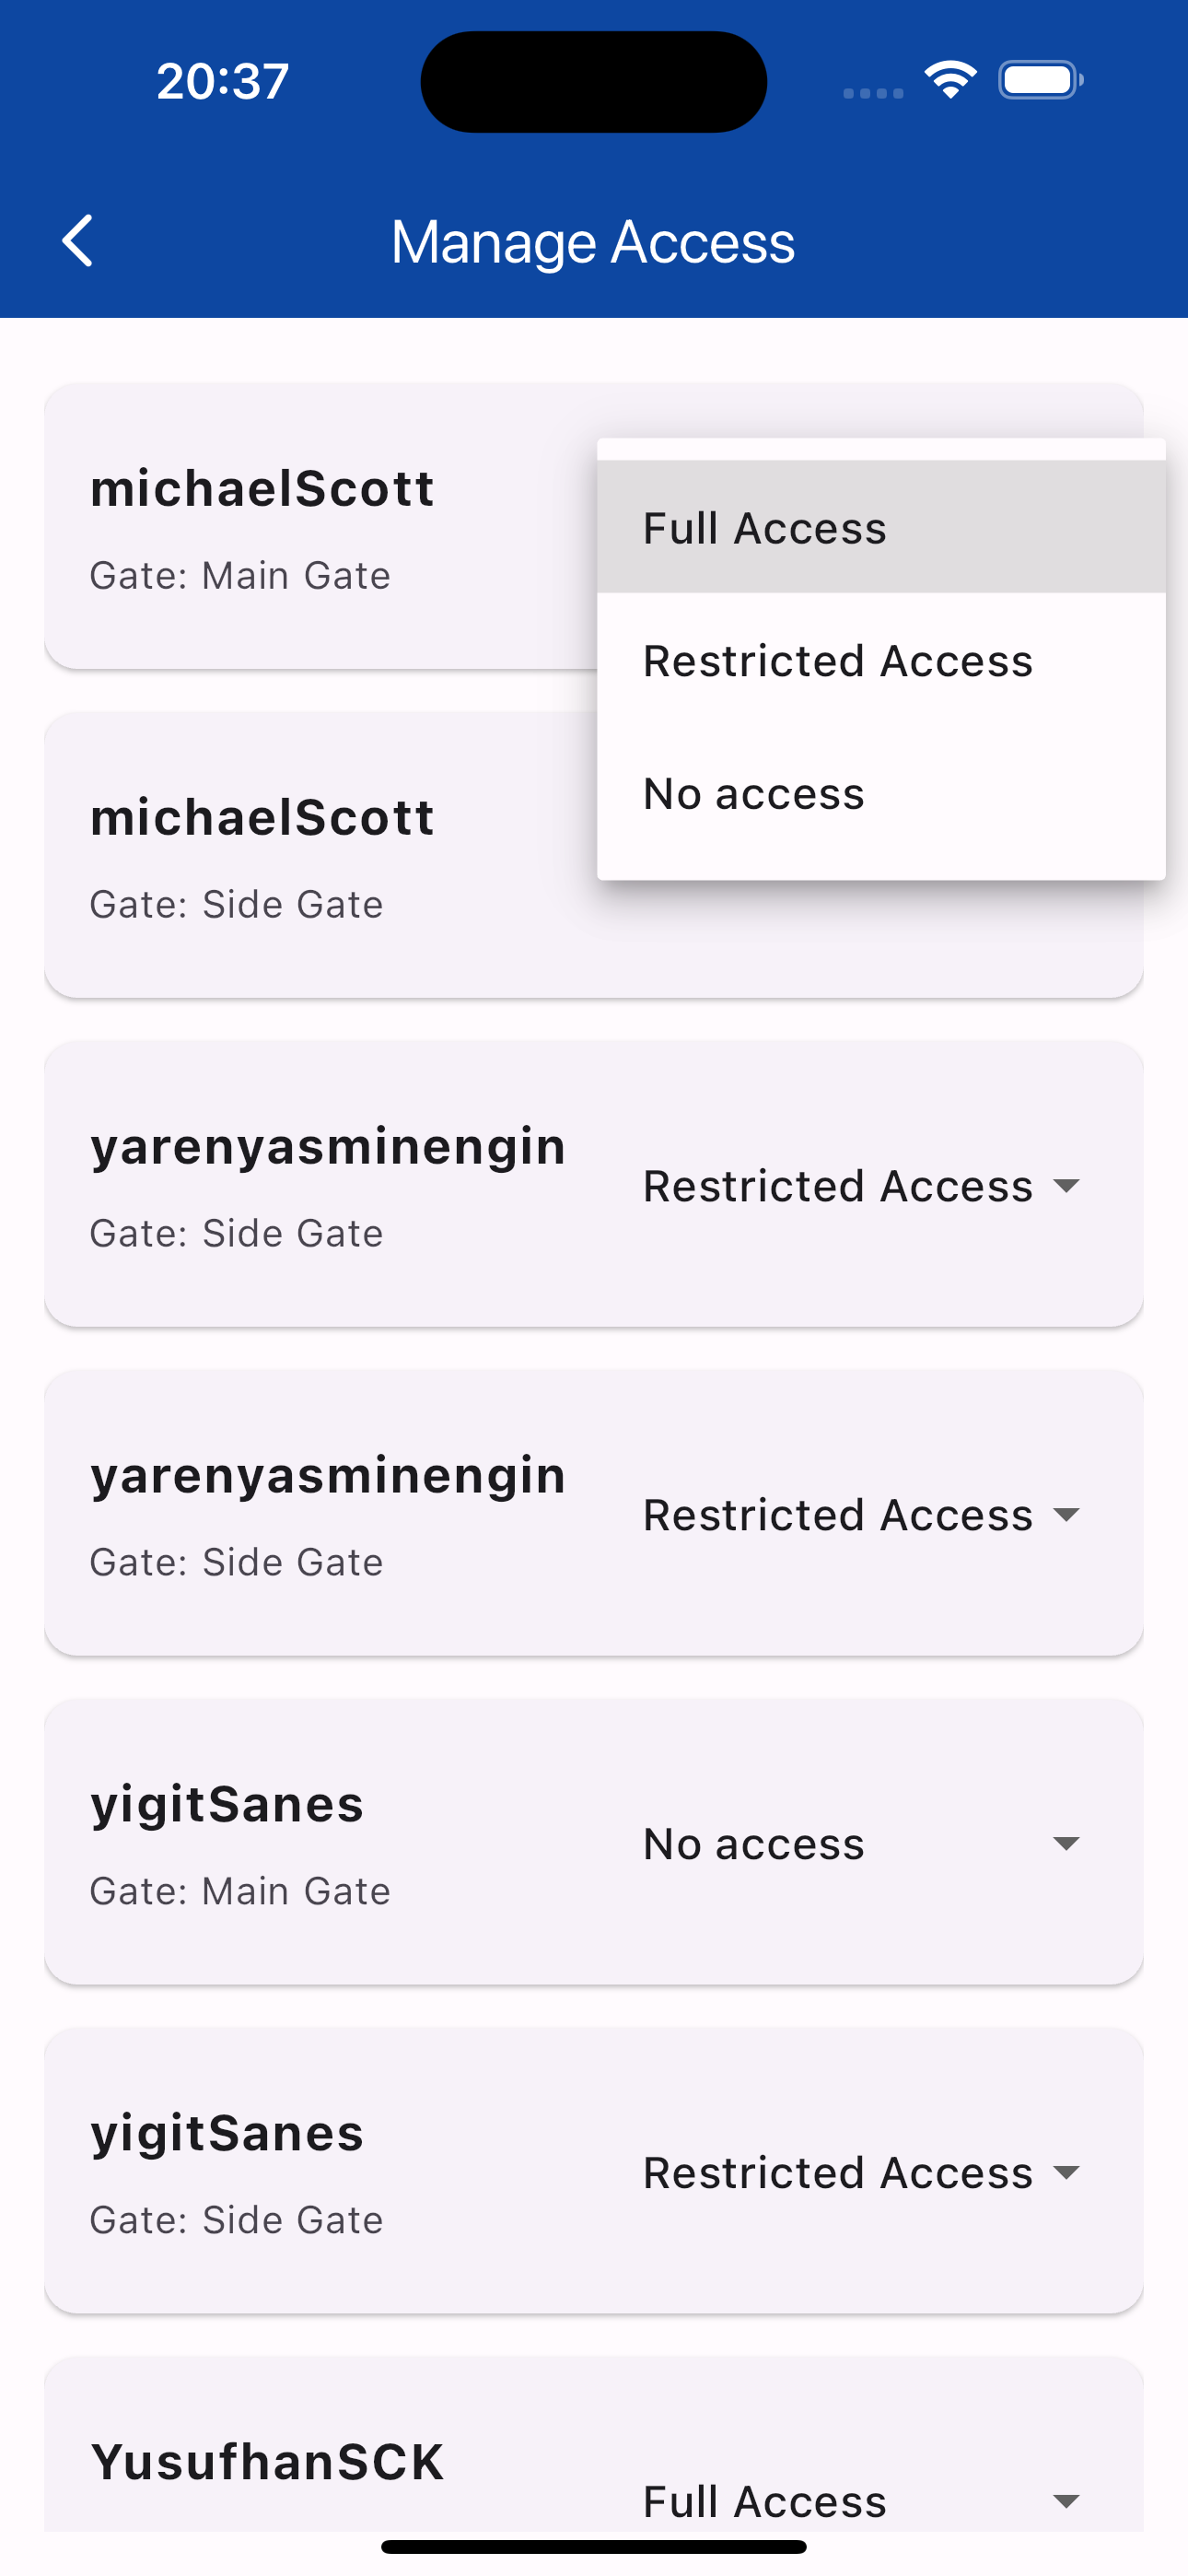 20:37
Manage Access
michaelScott
Gate: Main Gate
Full Access
Restricted Access
No access
michaelScott
Gate: Side Gate
yarenyasminengin
Restricted Access
Gate: Side Gate
yarenyasminengin
Restricted Access
Gate: Side Gate
yigitSanes
No access
Gate: Main Gate
yigitSanes
Restricted Access
Gate: Side Gate
YusufhanSCK
Full Access